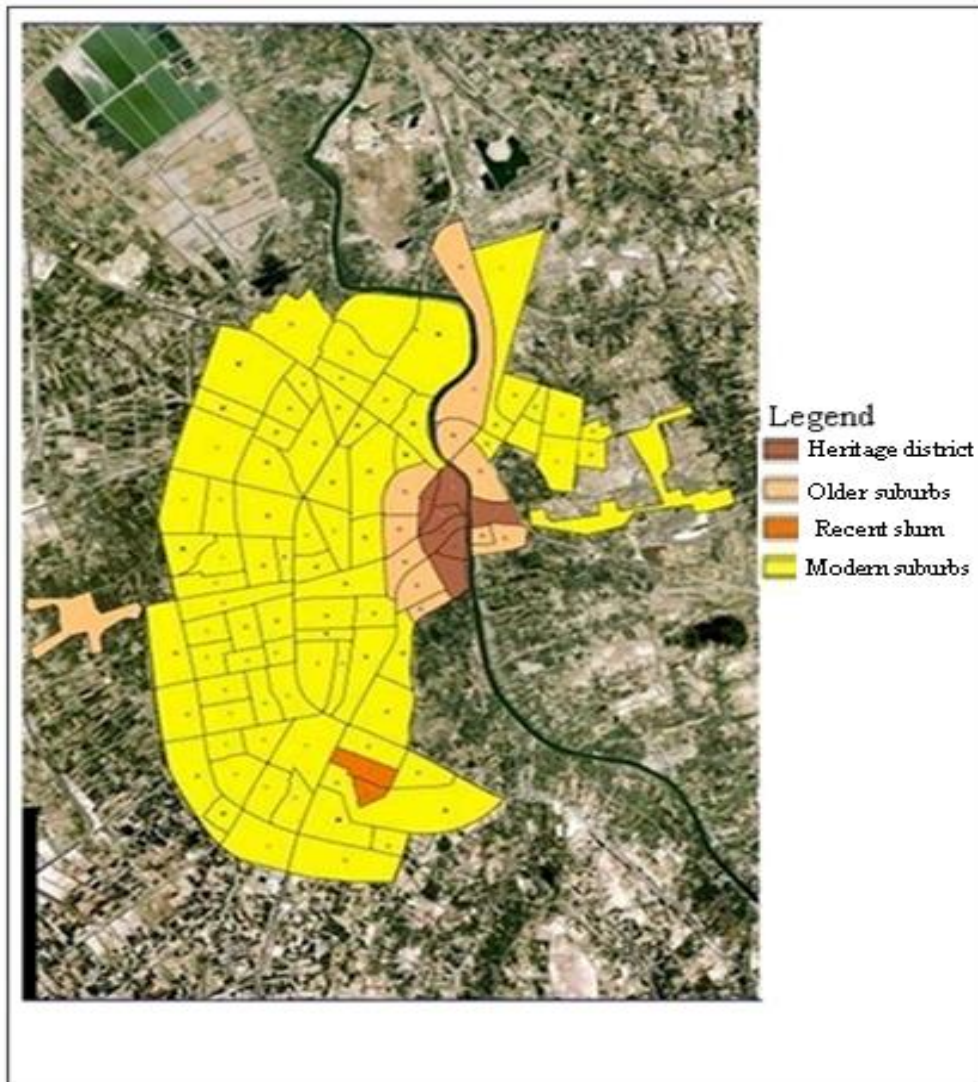 Legend
Heritage district
Older suburbs
Recent slum
Modern suburbs